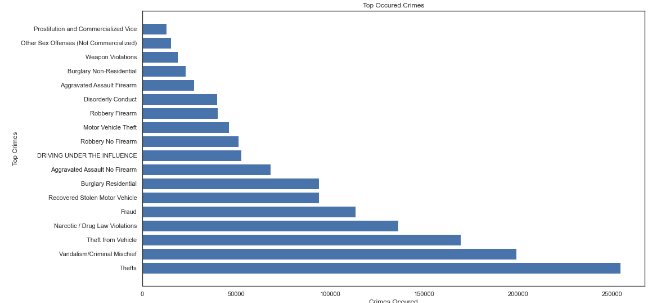 Top Occured Crimes
Prostitution and Commercialized Vice
Other Sex Offenses (Not Commercialized)
Weapon Violations
Burglary Non-Residential
Aggravated Assault Firearm
Disorderly Conduct
Robbery Firearm
Motor Vehicle Theft
Robbery No Firearm
DRIVING UNDER THE INFLUENCE
Aggravated Assault No Firearm
Burglary Residential
Recovered Stolen Motor Vehicle
Fraud
Narcotic / Drug Law Violations
Theft from Vehicle
Vandalism/Criminal Mischief
Thefts
Top Crimes
0 50000 100000 150000 200000 250000
Crimes Occured